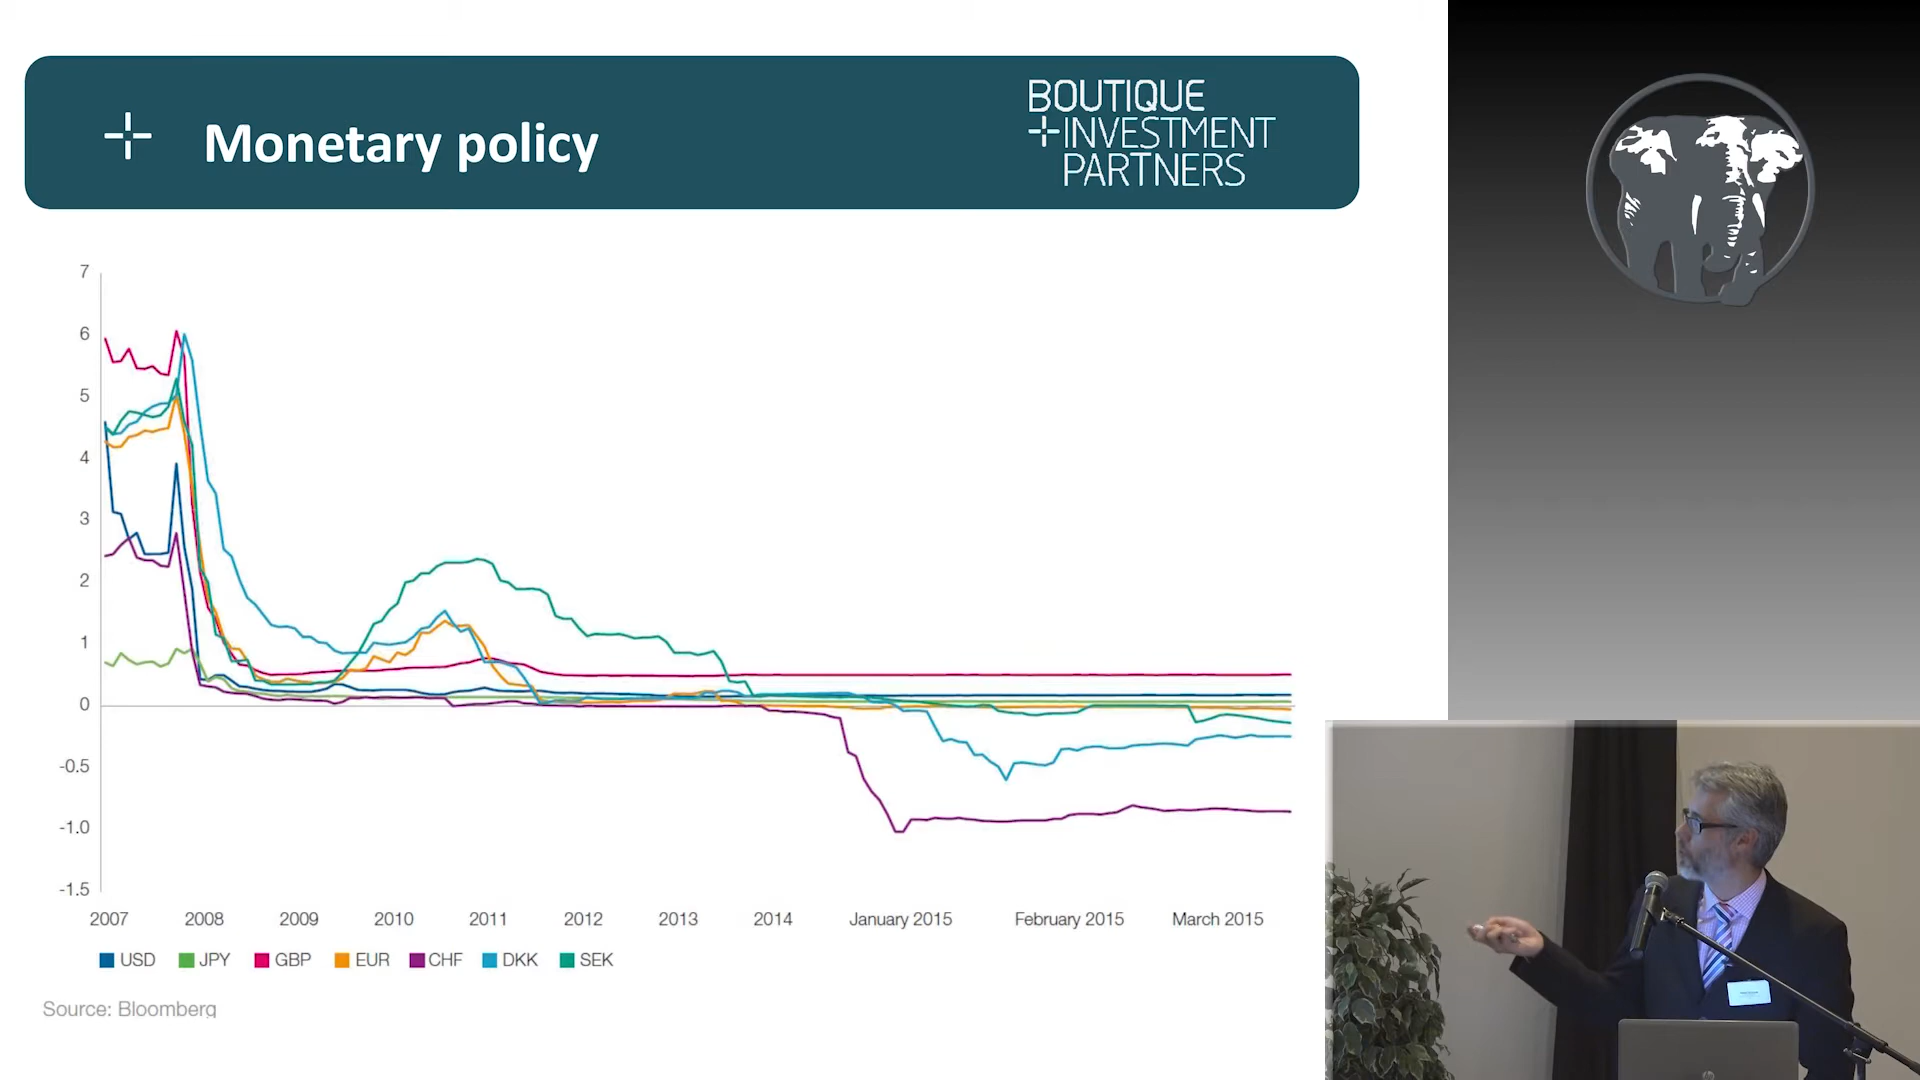 Monetary policy
BOUTIQUE
INVESTMENT
PARTNERS
7
6
5
4
3
2
1
0
-0.5
-1.0
-1.5
2007 2008 2009 2010 2011 2012 2013 2014 January 2015 February 2015 March 2015
USD JPY GBP EUR CHF DKK SEK
Source: Bloomberg